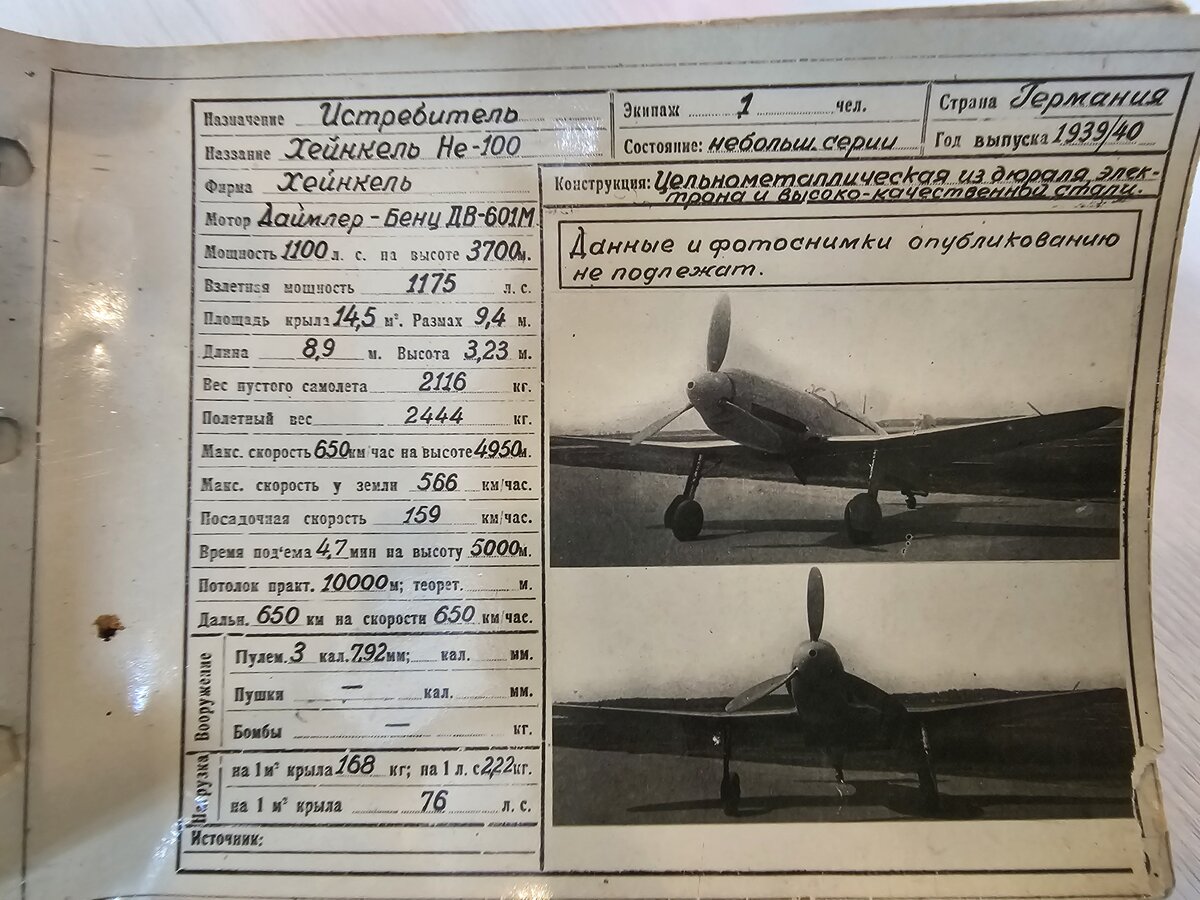 Назначение Истребитель
Название Хейнкель He-100
Фирма Хейнкель
Мотор Даймлер-Бенц ДВ-601М
Мощность 1100 л. с. на высоте 3700 м.
Взлетная мощность 1175 л. с.
Площадь крыла 14,5 м². Размах 9,4 м.
Длина 8,9 м. Высота 3,23 м.
Вес пустого самолета 2116 кг.
Полетный вес 2444 кг.
Макс. скорость 650 км/час на высоте 4950 м.
Макс. скорость у земли 566 км/час.
Посадочная скорость 159 км/час.
Время под'ема 4,7 мин на высоту 5000 м.
Потолок практ. 10000 м; теорет. м.
Дальн. 650 км на скорости 650 км/час.
Вооружение
Пулем. 3 кал. 7,92 мм; кал. мм.
Пушки — кал. мм.
Бомбы — кг.
Нагрузка
на 1 м² крыла 168 кг; на 1 л. с 2,22 кг.
на 1 м² крыла 76 л. с.
Источник:
Экипаж 1 чел.
Состояние: небольш. серии
Страна Германия
Год выпуска 1939/40
Конструкция: Цельнометаллическая из дюраля, элек-
трона и высоко-качественной стали.
Данные и фотоснимки опубликованию
не подлежат.